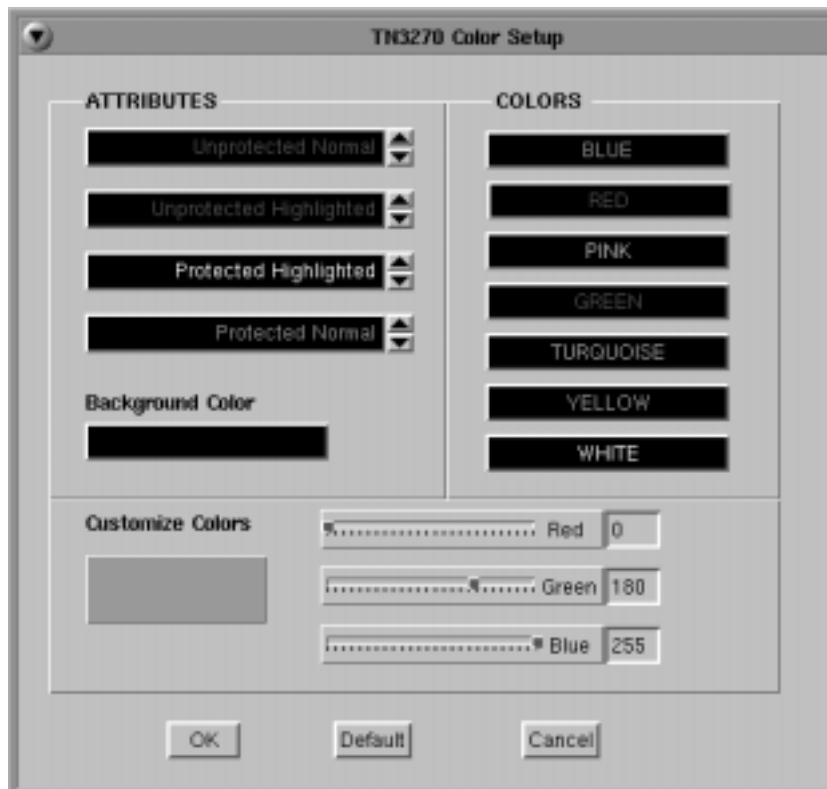 TN3270 Color Setup
ATTRIBUTES
Unprotected Normal
Unprotected Highlighted
Protected Highlighted
Protected Normal
Background Color
COLORS
BLUE
RED
PINK
GREEN
TURQUOISE
YELLOW
WHITE
Customize Colors
Red 0
Green 180
Blue 255
OK Default Cancel